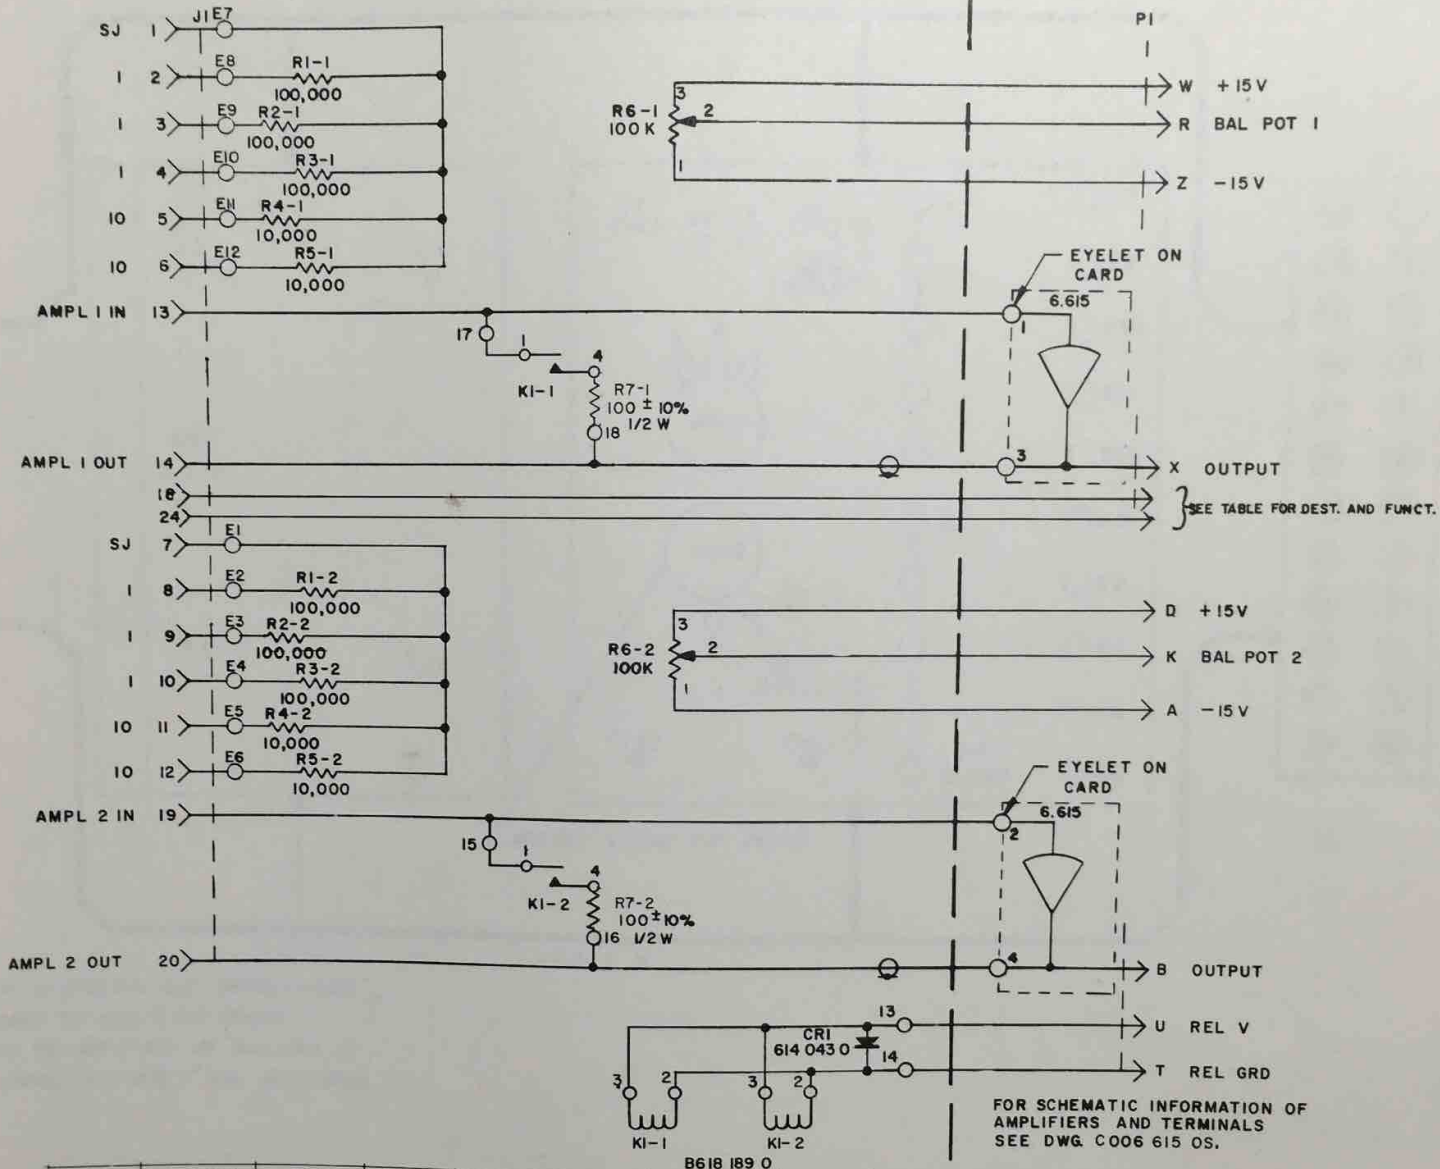 J1 E7
P1
SJ 1
E8 R1-1
1 2
100,000
3 W +15V
E9 R2-1
R6-1 2
1 3
100K
R BAL POT 1
100,000
E10 R3-1
1 4
1
Z -15V
100,000
E11 R4-1
10 5
10,000
E12 R5-1
EYELET ON
CARD
10 6
10,000
6.615
AMPL 1 IN 13
1
17
1
4
K1-1
R7-1
100 ± 10%
1/2 W
18
AMPL 1 OUT 14
3
X OUTPUT
18
SEE TABLE FOR DEST. AND FUNCT.
24
SJ 7 E1
E2 R1-2
1 8
100,000
3 D +15V
E3 R2-2
1 9
100,000
R6-2 2
100K
K BAL POT 2
E4 R3-2
1 10
100,000
1
A -15V
E5 R4-2
10 11
10,000
E6 R5-2
10 12
10,000
EYELET ON
CARD
6.615
AMPL 2 IN 19
2
15
1
4
K1-2
R7-2
100 ± 10%
16 1/2 W
AMPL 2 OUT 20
4
B OUTPUT
13
U REL V
CR1
614 043 0
14
T REL GRD
3 2 3 2
K1-1 K1-2
B618 189 0
FOR SCHEMATIC INFORMATION OF
AMPLIFIERS AND TERMINALS
SEE DWG. C006 615 0S.